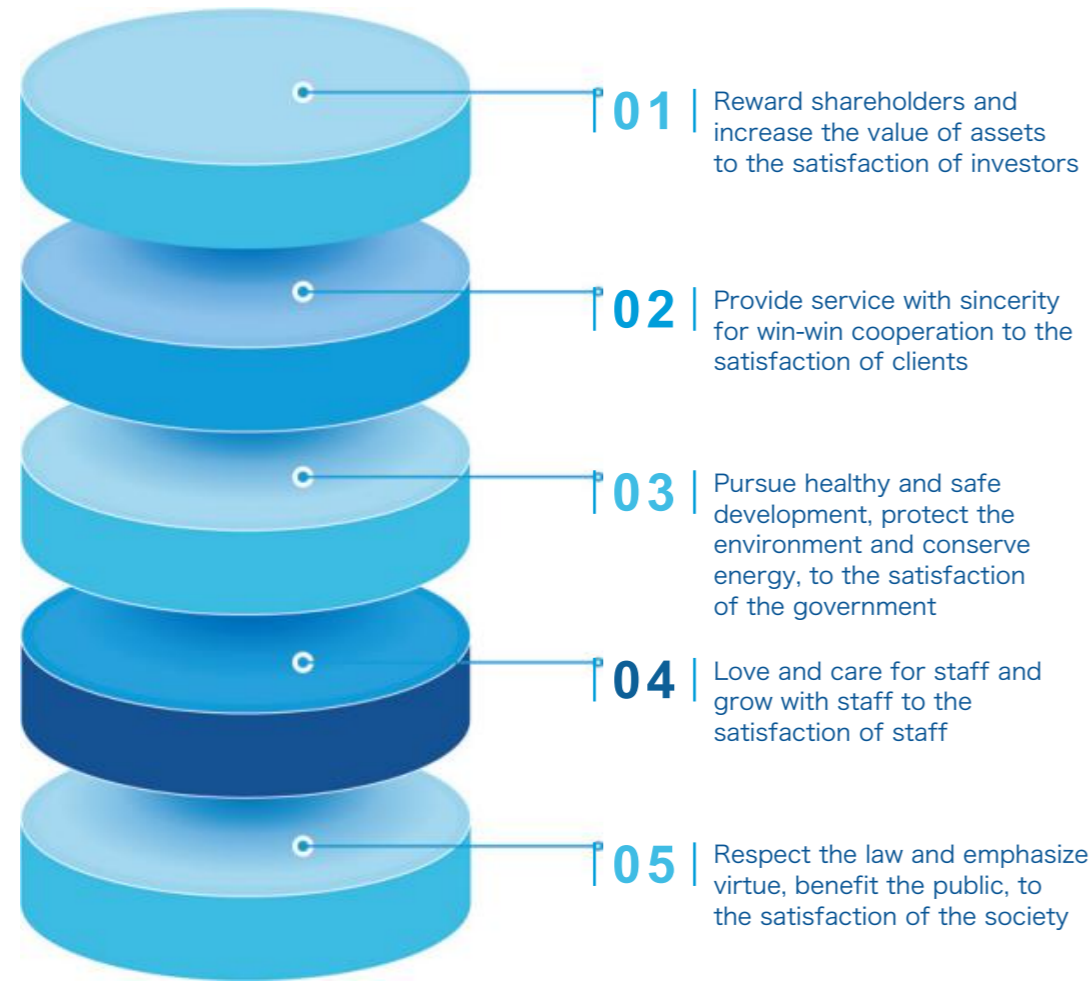 01
Reward shareholders and
increase the value of assets
to the satisfaction of investors
02
Provide service with sincerity
for win-win cooperation to the
satisfaction of clients
03
Pursue healthy and safe
development, protect the
environment and conserve
energy, to the satisfaction
of the government
04
Love and care for staff and
grow with staff to the
satisfaction of staff
05
Respect the law and emphasize
virtue, benefit the public, to
the satisfaction of the society